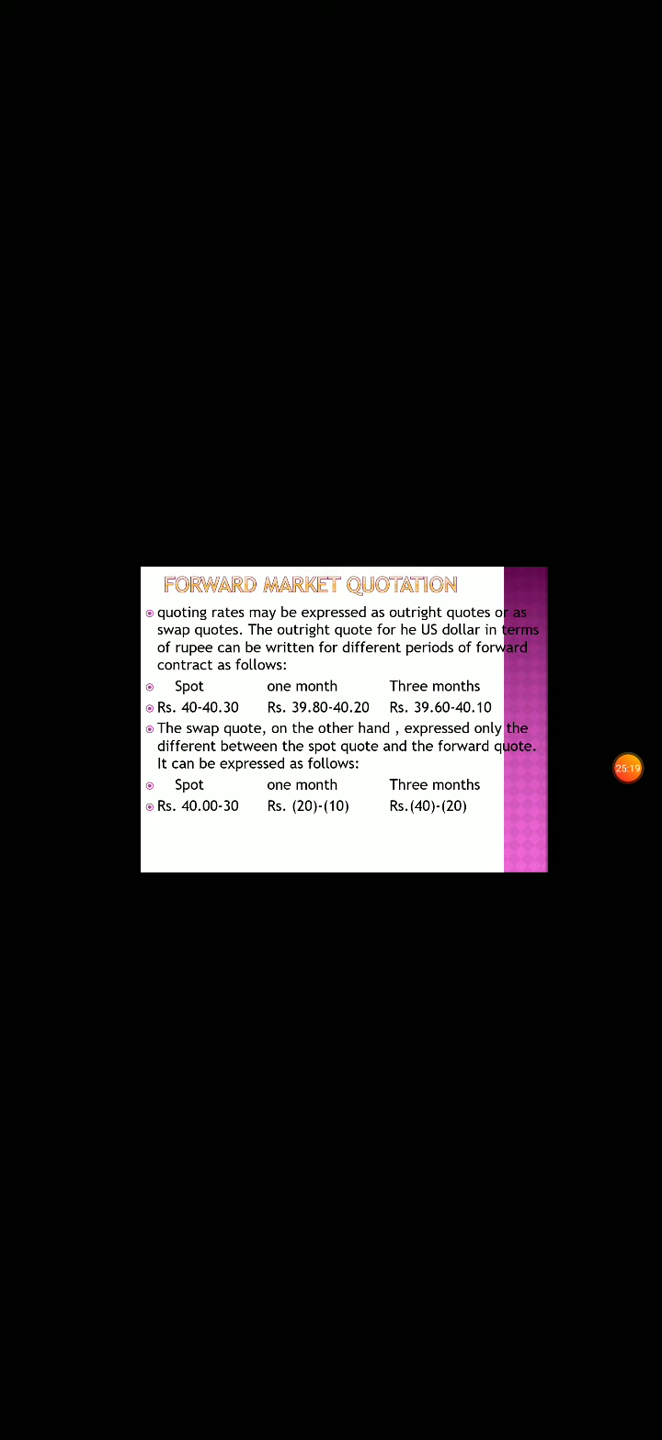 FORWARD MARKET QUOTATION
quoting rates may be expressed as outright quotes or as
swap quotes. The outright quote for he US dollar in terms
of rupee can be written for different periods of forward
contract as follows:
Spot one month Three months
Rs. 40-40.30 Rs. 39.80-40.20 Rs. 39.60-40.10
The swap quote, on the other hand , expressed only the
different between the spot quote and the forward quote.
It can be expressed as follows:
Spot one month Three months
Rs. 40.00-30 Rs. (20)-(10) Rs.(40)-(20)
25:19